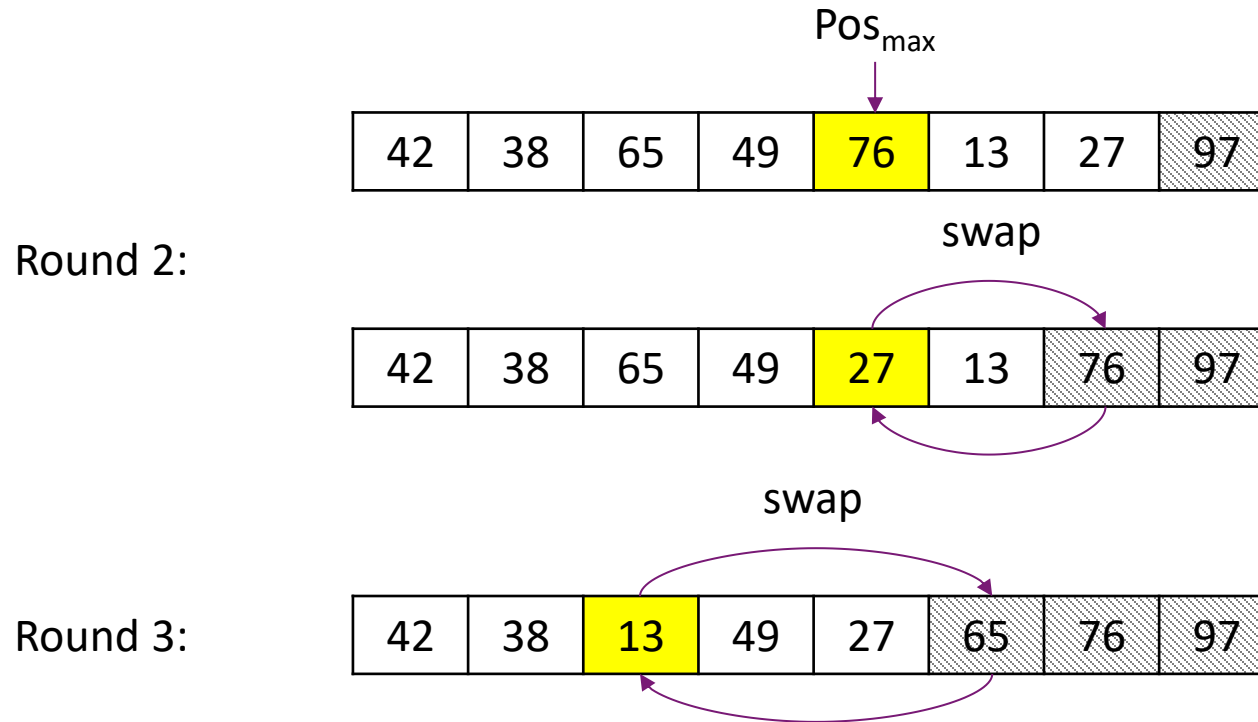 Pos_max
42 38 65 49 76 13 27 97
Round 2:
swap
42 38 65 49 27 13 76 97
swap
Round 3:
42 38 13 49 27 65 76 97